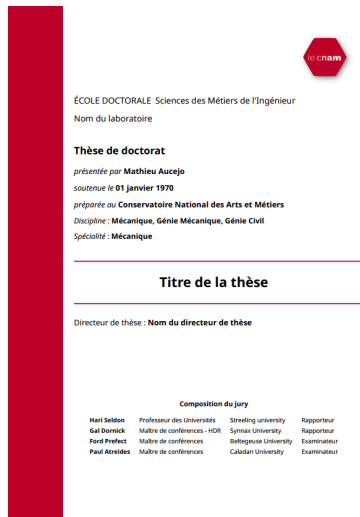 le cnam
ÉCOLE DOCTORALE Sciences des Métiers de l'Ingénieur
Nom du laboratoire
Thèse de doctorat
présentée par Mathieu Aucejo
soutenue le 01 janvier 1970
préparée au Conservatoire National des Arts et Métiers
Discipline : Mécanique, Génie Mécanique, Génie Civil
Spécialité : Mécanique
Titre de la thèse
Directeur de thèse : Nom du directeur de thèse
Composition du jury
Hari Seldon Professeur des Universités Streeling university Rapporteur
Gal Dornick Maître de conférences - HDR Synnax University Rapporteur
Ford Prefect Maître de conférences Beltegeuse University Examinateur
Paul Atreides Maître de conférences Caladan University Examinateur